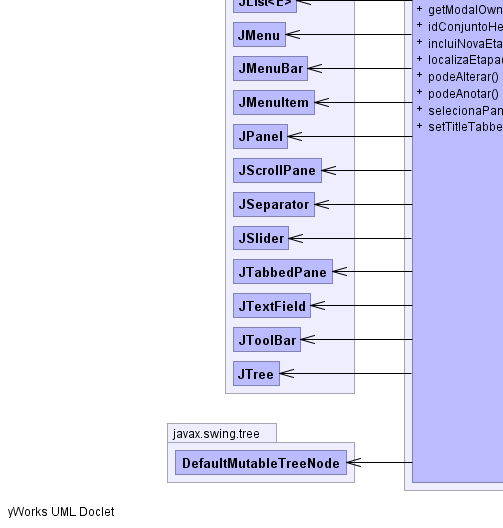 JList<E>
JMenu
JMenuBar
JMenuItem
JPanel
JScrollPane
JSeparator
JSlider
JTabbedPane
JTextField
JToolBar
JTree
+ getModalOwn
+ idConjuntoHe
+ incluiNovaEta
+ localizaEtapa
+ podeAlterar()
+ podeAnotar()
+ selecionaPan
+ setTitleTabbe
javax.swing.tree
DefaultMutableTreeNode
yWorks UML Doclet